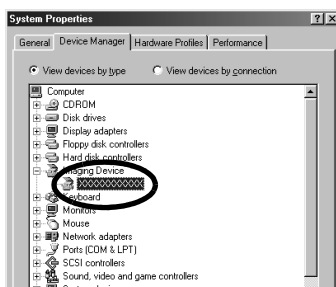 System Properties
General Device Manager Hardware Profiles Performance
View devices by type View devices by connection
Computer
CDROM
Disk drives
Display adapters
Floppy disk controllers
Hard disk controllers
Imaging Device
XXXXXXXXXXX
Keyboard
Monitors
Mouse
Network adapters
Ports (COM & LPT)
SCSI controllers
Sound, video and game controllers